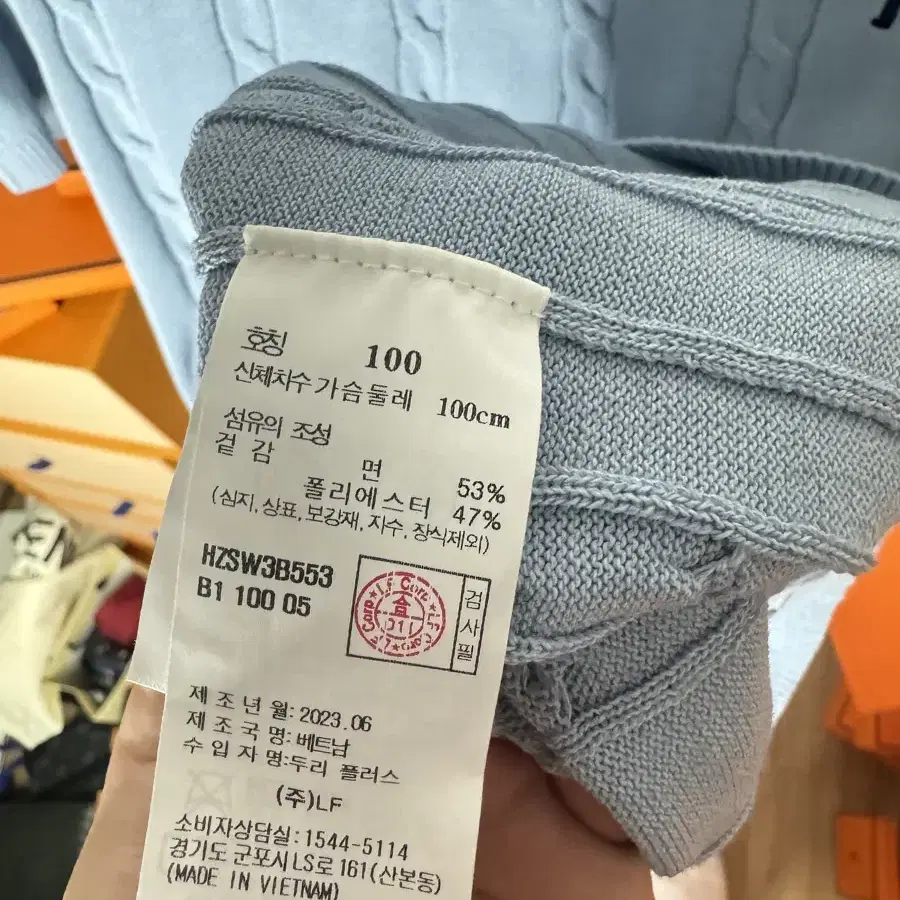 호칭 100
신체치수 가슴둘레 100cm
섬유의 조성
겉 감 면 53%
폴리에스터 47%
(심지, 상표, 보강재, 자수, 장식제외)
HZSW3B553
B1 100 05
검사필
제 조 년 월: 2023.06
제 조 국 명: 베트남
수 입 자 명:두리 플러스
(주)LF
소비자상담실:1544-5114
경기도 군포시 LS로 161(산본동)
(MADE IN VIETNAM)